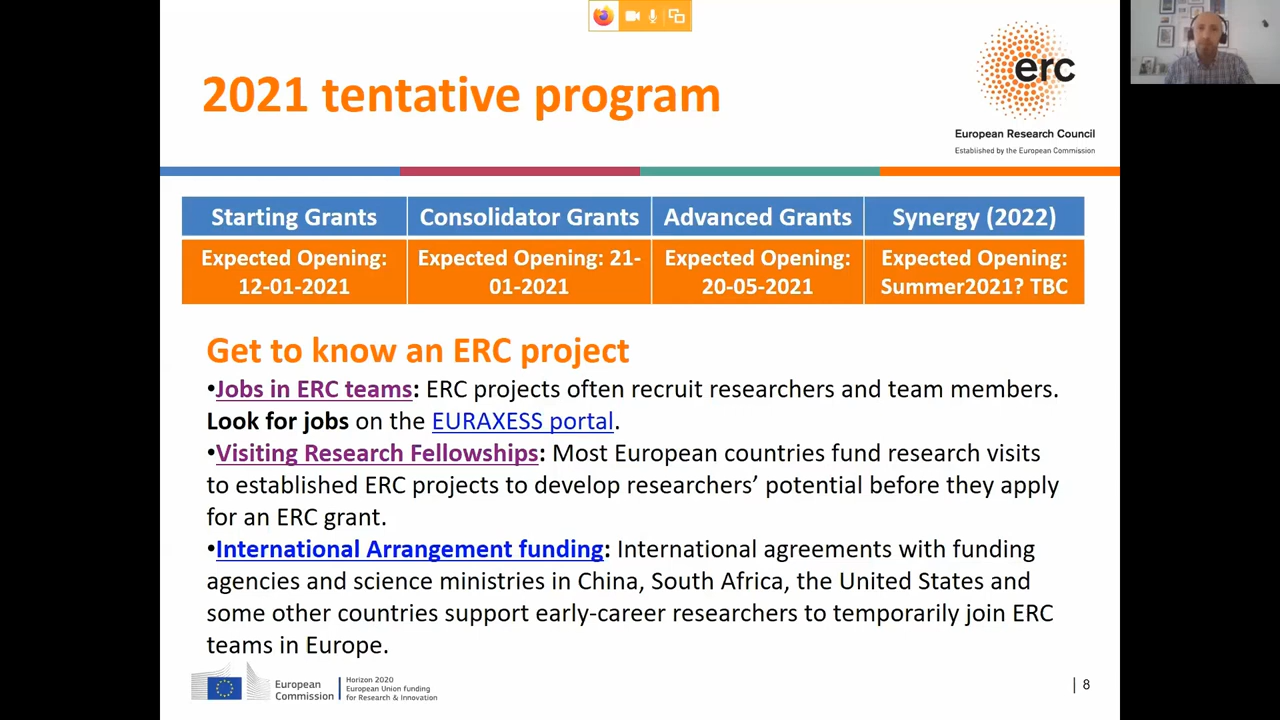 2021 tentative program
erc
European Research Council
Established by the European Commission
Starting Grants
Consolidator Grants
Advanced Grants
Synergy (2022)
Expected Opening:
12-01-2021
Expected Opening: 21-
01-2021
Expected Opening:
20-05-2021
Expected Opening:
Summer2021? TBC
Get to know an ERC project
•Jobs in ERC teams: ERC projects often recruit researchers and team members.
Look for jobs on the EURAXESS portal.
•Visiting Research Fellowships: Most European countries fund research visits
to established ERC projects to develop researchers’ potential before they apply
for an ERC grant.
•International Arrangement funding: International agreements with funding
agencies and science ministries in China, South Africa, the United States and
some other countries support early-career researchers to temporarily join ERC
teams in Europe.
European
Commission
Horizon 2020
European Union funding
for Research & Innovation
| 8